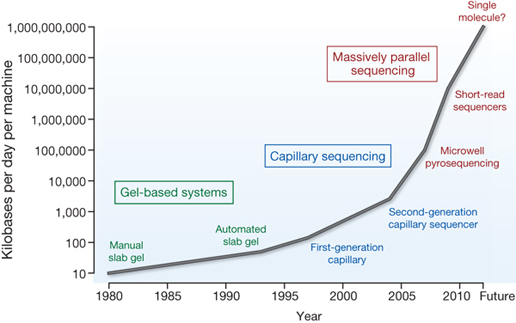 Kilobases per day per machine
1,000,000,000
100,000,000
10,000,000
1,000,000
100,0000
10,000
1,000
100
10
Single
molecule?
Massively parallel
sequencing
Short-read
sequencers
Capillary sequencing
Microwell
pyrosequencing
Gel-based systems
Second-generation
capillary sequencer
Manual
slab gel
Automated
slab gel
First-generation
capillary
1980
1985
1990
1995
2000
2005
2010
Future
Year